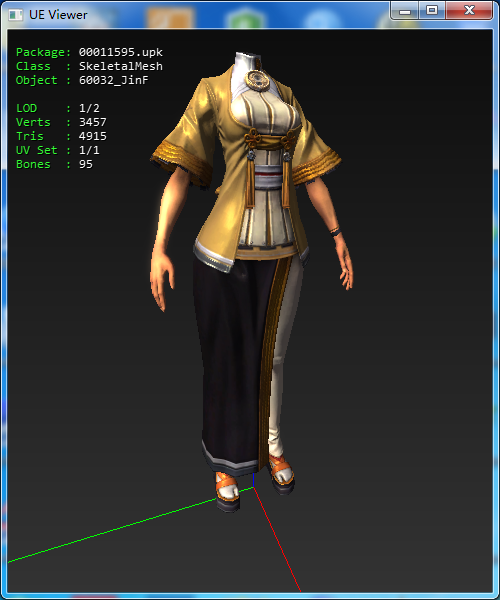 UE Viewer
Package: 00011595.upk
Class : SkeletalMesh
Object : 60032_JinF
LOD : 1/2
Verts : 3457
Tris : 4915
UV Set : 1/1
Bones : 95